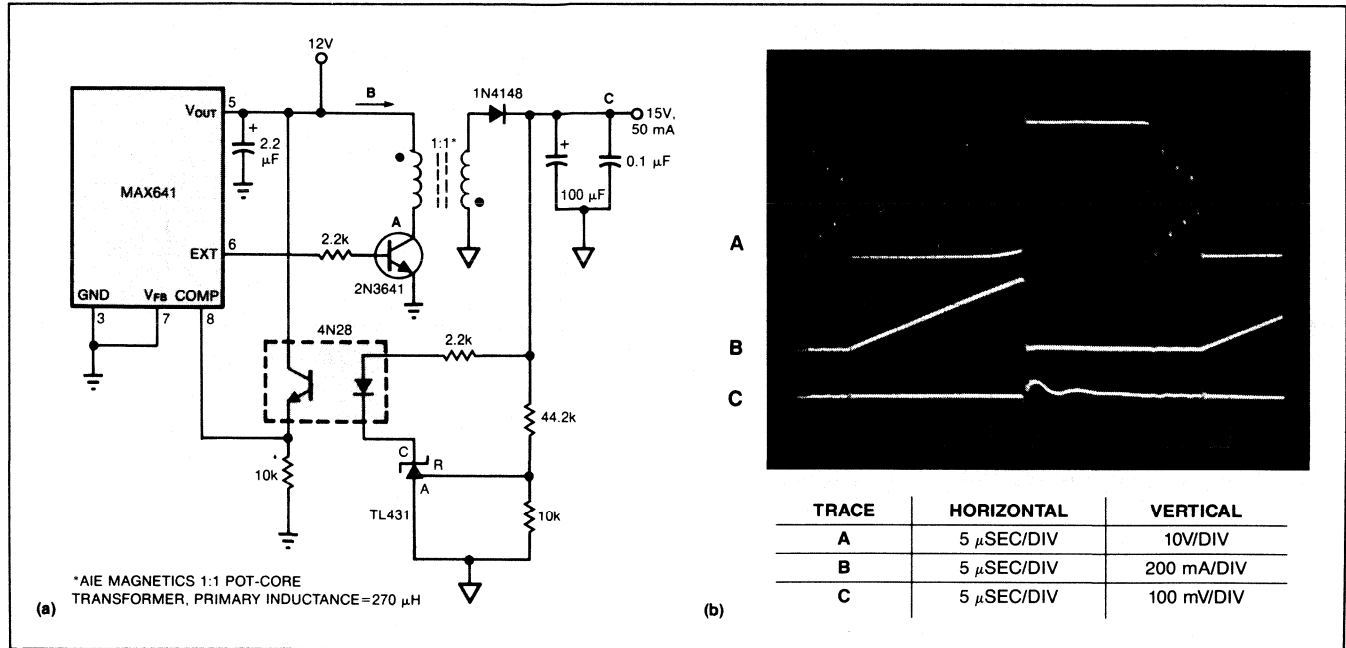 12V
B
1N4148
C
15V,
50 mA
VOUT
5
+
2.2
μF
1:1*
+
0.1 μF
100 μF
MAX641
A
EXT
6
2.2k
2N3641
GND
VFB
COMP
3
7
8
4N28
2.2k
44.2k
C
R
A
10k
10k
TL431
*AIE MAGNETICS 1:1 POT-CORE
TRANSFORMER, PRIMARY INDUCTANCE=270 μH
(a)
A
B
C
TRACE HORIZONTAL VERTICAL
A 5 μSEC/DIV 10V/DIV
B 5 μSEC/DIV 200 mA/DIV
C 5 μSEC/DIV 100 mV/DIV
(b)